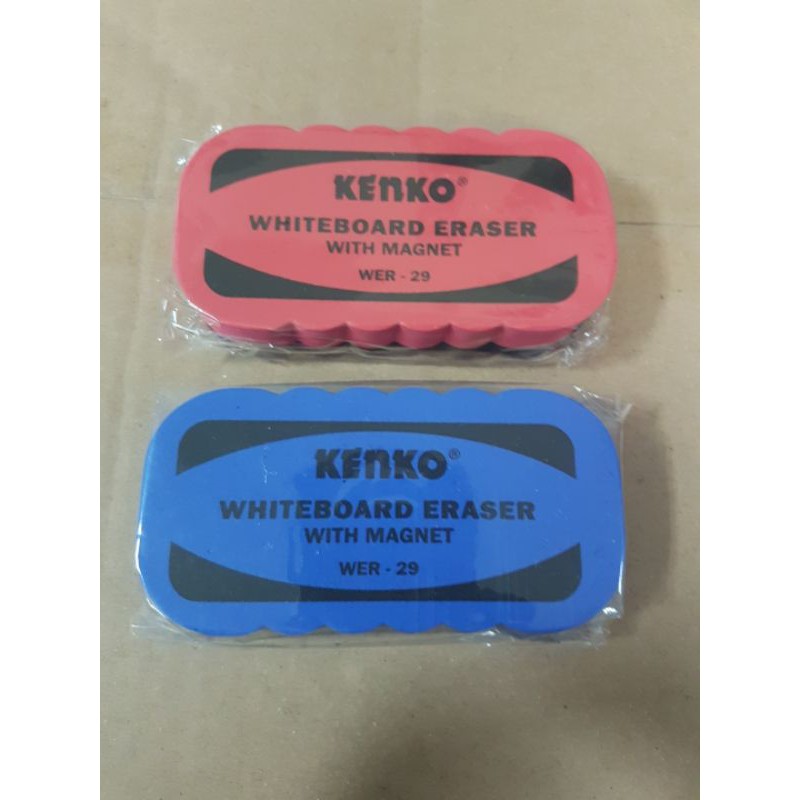 KENKO®
WHITEBOARD ERASER
WITH MAGNET
WER - 29
KENKO®
WHITEBOARD ERASER
WITH MAGNET
WER - 29